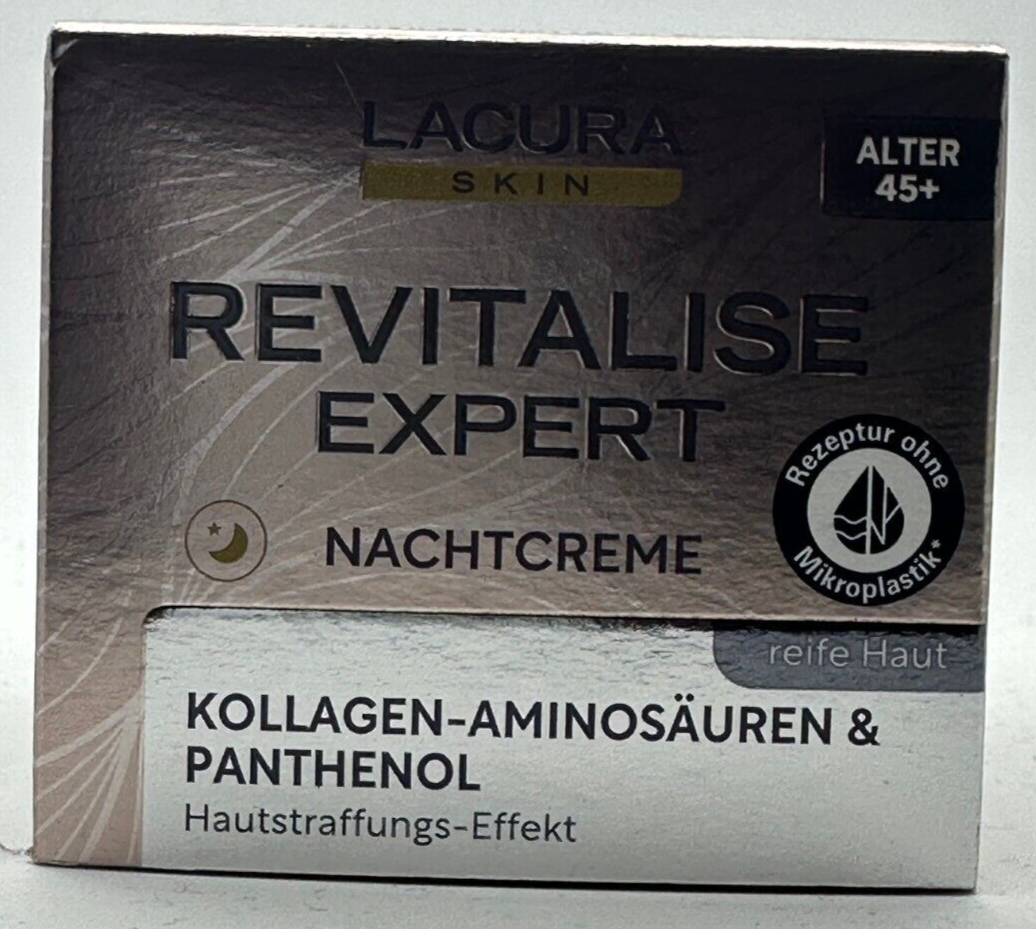 LACURA
SKIN
ALTER
45+
REVITALISE
EXPERT
NACHTCREME
Rezeptur ohne
Mikroplastik*
reife Haut
KOLLAGEN-AMINOSÄUREN &
PANTHENOL
Hautstraffungs-Effekt